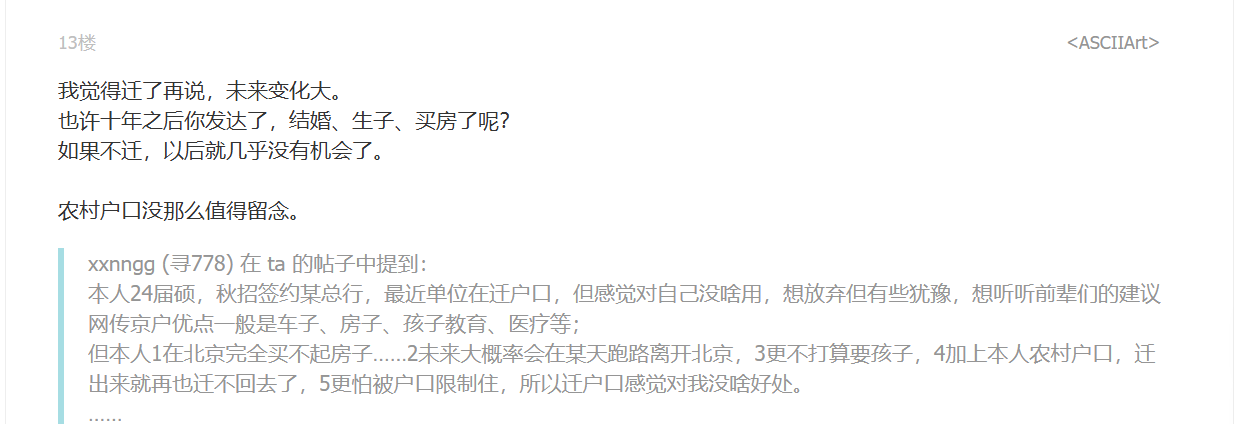 13楼
<ASCIIArt>
我觉得迁了再说，未来变化大。
也许十年之后你发达了，结婚、生子、买房了呢？
如果不迁，以后就几乎没有机会了。
农村户口没那么值得留念。
xxnngg (寻778) 在 ta 的帖子中提到：
本人24届硕，秋招签约某总行，最近单位在迁户口，但感觉对自己没啥用，想放弃但有些犹豫，想听听前辈们的建议
网传京户优点一般是车子、房子、孩子教育、医疗等；
但本人1在北京完全买不起房子……2未来大概率会在某天跑路离开北京，3更不打算要孩子，4加上本人农村户口，迁
出来就再也迁不回去了，5更怕被户口限制住，所以迁户口感觉对我没啥好处。
……